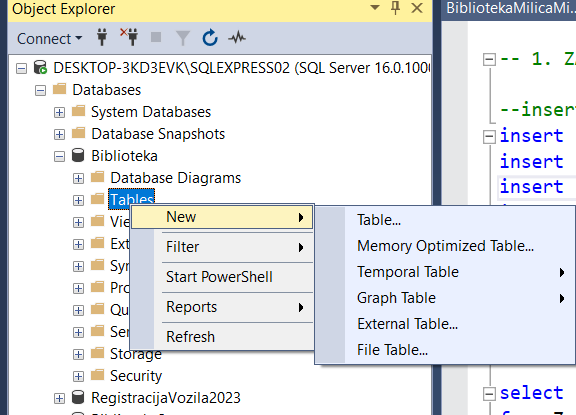 Object Explorer
BibliotekaMilicaMi..
Connect
DESKTOP-3KD3EVK\SQLEXPRESS02 (SQL Server 16.0.100
Databases
System Databases
Database Snapshots
Biblioteka
Database Diagrams
Tables
Vie
Ext
Syn
Pro
Qu
Ser
Storage
Security
RegistracijaVozila2023
New
Filter
Start PowerShell
Reports
Refresh
Table...
Memory Optimized Table...
Temporal Table
Graph Table
External Table...
File Table...
-- 1. Z
--inser
insert
insert
insert
select